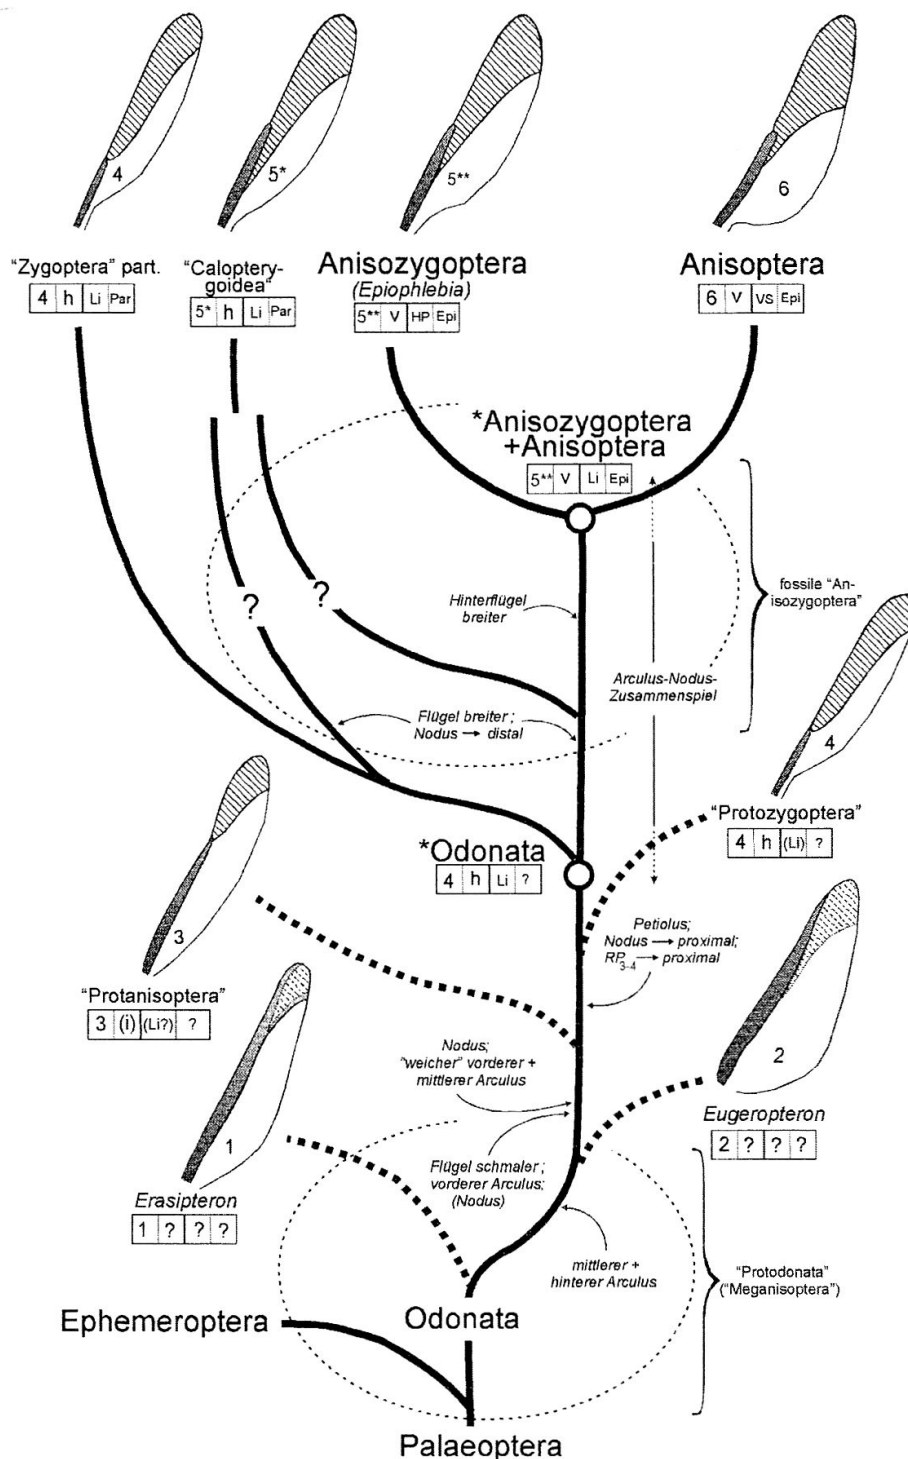 4
5*
5**
6
"Zygoptera" part.
4 h Li Par
"Caloptery-
goidea"
5* h Li Par
Anisozygoptera
(Epiophlebia)
5** V HP Epi
Anisoptera
6 V VS Epi
*Anisozygoptera
+Anisoptera
5** V Li Epi
fossile "An-
isozygoptera"
?
?
Hinterflügel
breiter
Arculus-Nodus-
Zusammenspiel
Flügel breiter;
Nodus → distal
4
"Protozygoptera"
4 h (Li) ?
*Odonata
4 h Li ?
3
"Protanisoptera"
3 (i) (Li?) ?
Petiolus;
Nodus → proximal;
RP3-4 → proximal
2
Eugeropteron
2 ? ? ?
Nodus;
"weicher" vorderer +
mittlerer Arculus
1
Erasipteron
1 ? ? ?
Flügel schmaler;
vorderer Arculus;
(Nodus)
mittlerer +
hinterer Arculus
"Protodonata"
("Meganisoptera")
Ephemeroptera
Odonata
Palaeoptera